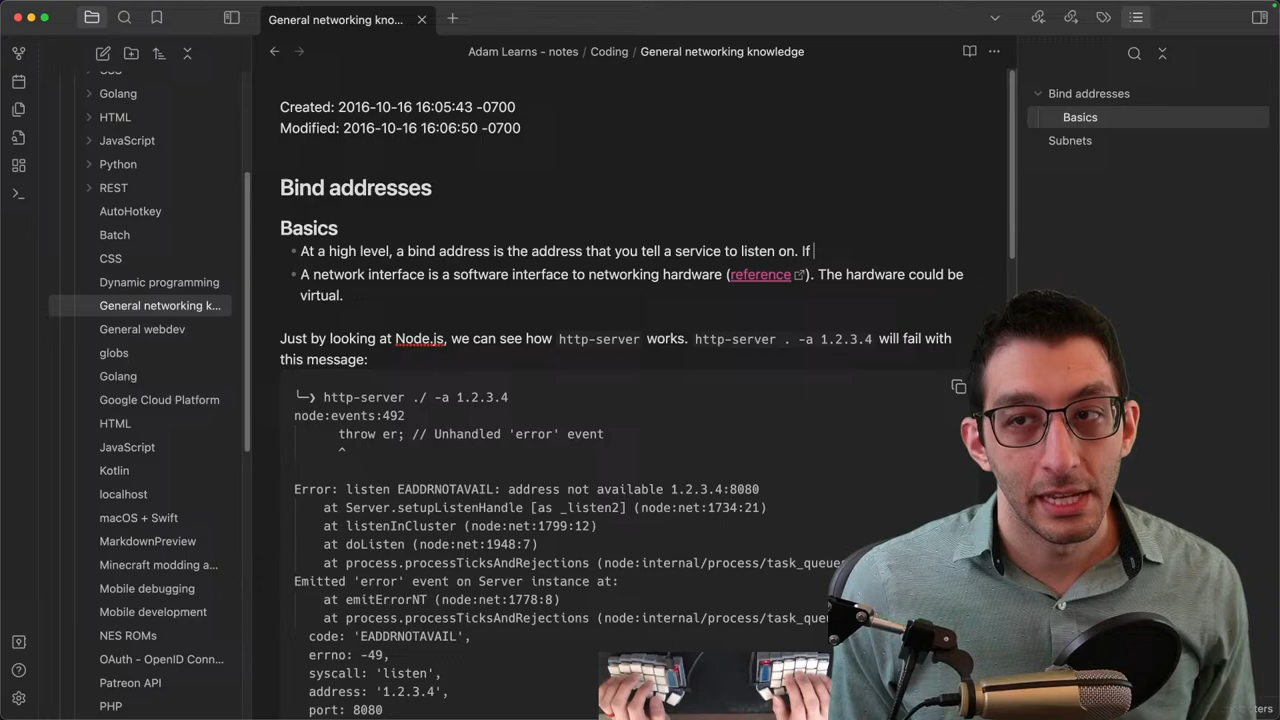 General networking kno...
Adam Learns - notes / Coding / General networking knowledge
Golang
HTML
JavaScript
Python
REST
AutoHotkey
Batch
CSS
Dynamic programming
General networking k...
General webdev
globs
Golang
Google Cloud Platform
HTML
JavaScript
Kotlin
localhost
macOS + Swift
MarkdownPreview
Minecraft modding a...
Mobile debugging
Mobile development
NES ROMs
OAuth - OpenID Conn...
Patreon API
PHP
Created: 2016-10-16 16:05:43 -0700
Modified: 2016-10-16 16:06:50 -0700
Bind addresses
Basics
• At a high level, a bind address is the address that you tell a service to listen on. If
• A network interface is a software interface to networking hardware (reference). The hardware could be
virtual.
Just by looking at Node.js, we can see how http-server works. http-server . -a 1.2.3.4 will fail with
this message:
╰─❯ http-server ./ -a 1.2.3.4
node:events:492
throw er; // Unhandled 'error' event
^
Error: listen EADDRNOTAVAIL: address not available 1.2.3.4:8080
at Server.setupListenHandle [as _listen2] (node:net:1734:21)
at listenInCluster (node:net:1799:12)
at doListen (node:net:1948:7)
at process.processTicksAndRejections (node:internal/process/task_queue
Emitted 'error' event on Server instance at:
at emitErrorNT (node:net:1778:8)
at process.processTicksAndRejections (node:internal/process/task_queue
code: 'EADDRNOTAVAIL',
errno: -49,
syscall: 'listen',
address: '1.2.3.4',
port: 8080
Bind addresses
Basics
Subnets